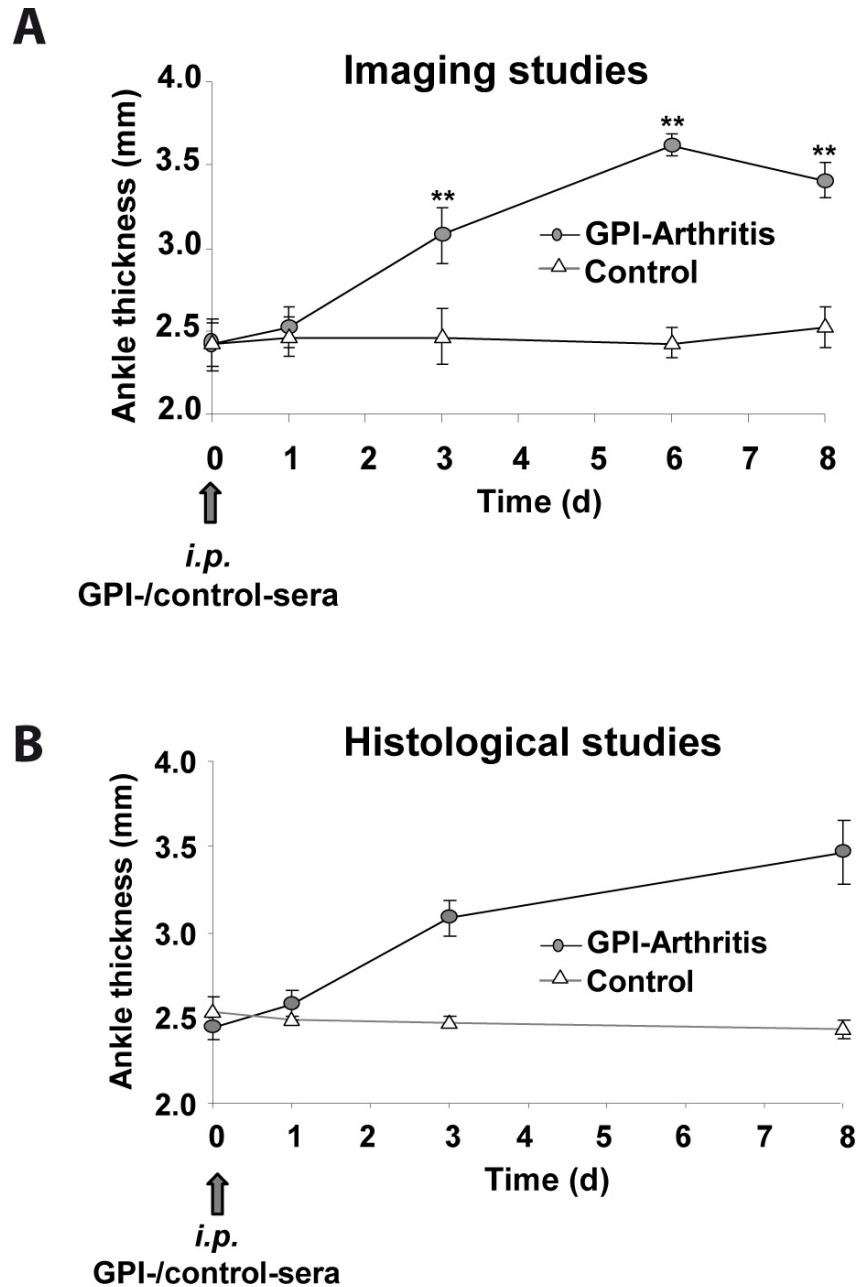 A
Imaging studies
Ankle thickness (mm)
4.0
3.5
3.0
2.5
2.0
**
**
**
GPI-Arthritis
Control
0 1 2 3 4 5 6 7 8
Time (d)
i.p.
GPI-/control-sera
B
Histological studies
Ankle thickness (mm)
4.0
3.5
3.0
2.5
2.0
GPI-Arthritis
Control
0 1 2 3 4 5 6 7 8
Time (d)
i.p.
GPI-/control-sera